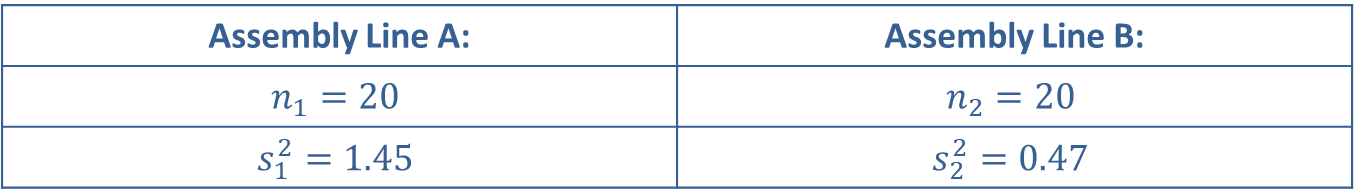 Assembly Line A: Assembly Line B:
n₁ = 20 n₂ = 20
s₁² = 1.45 s₂² = 0.47